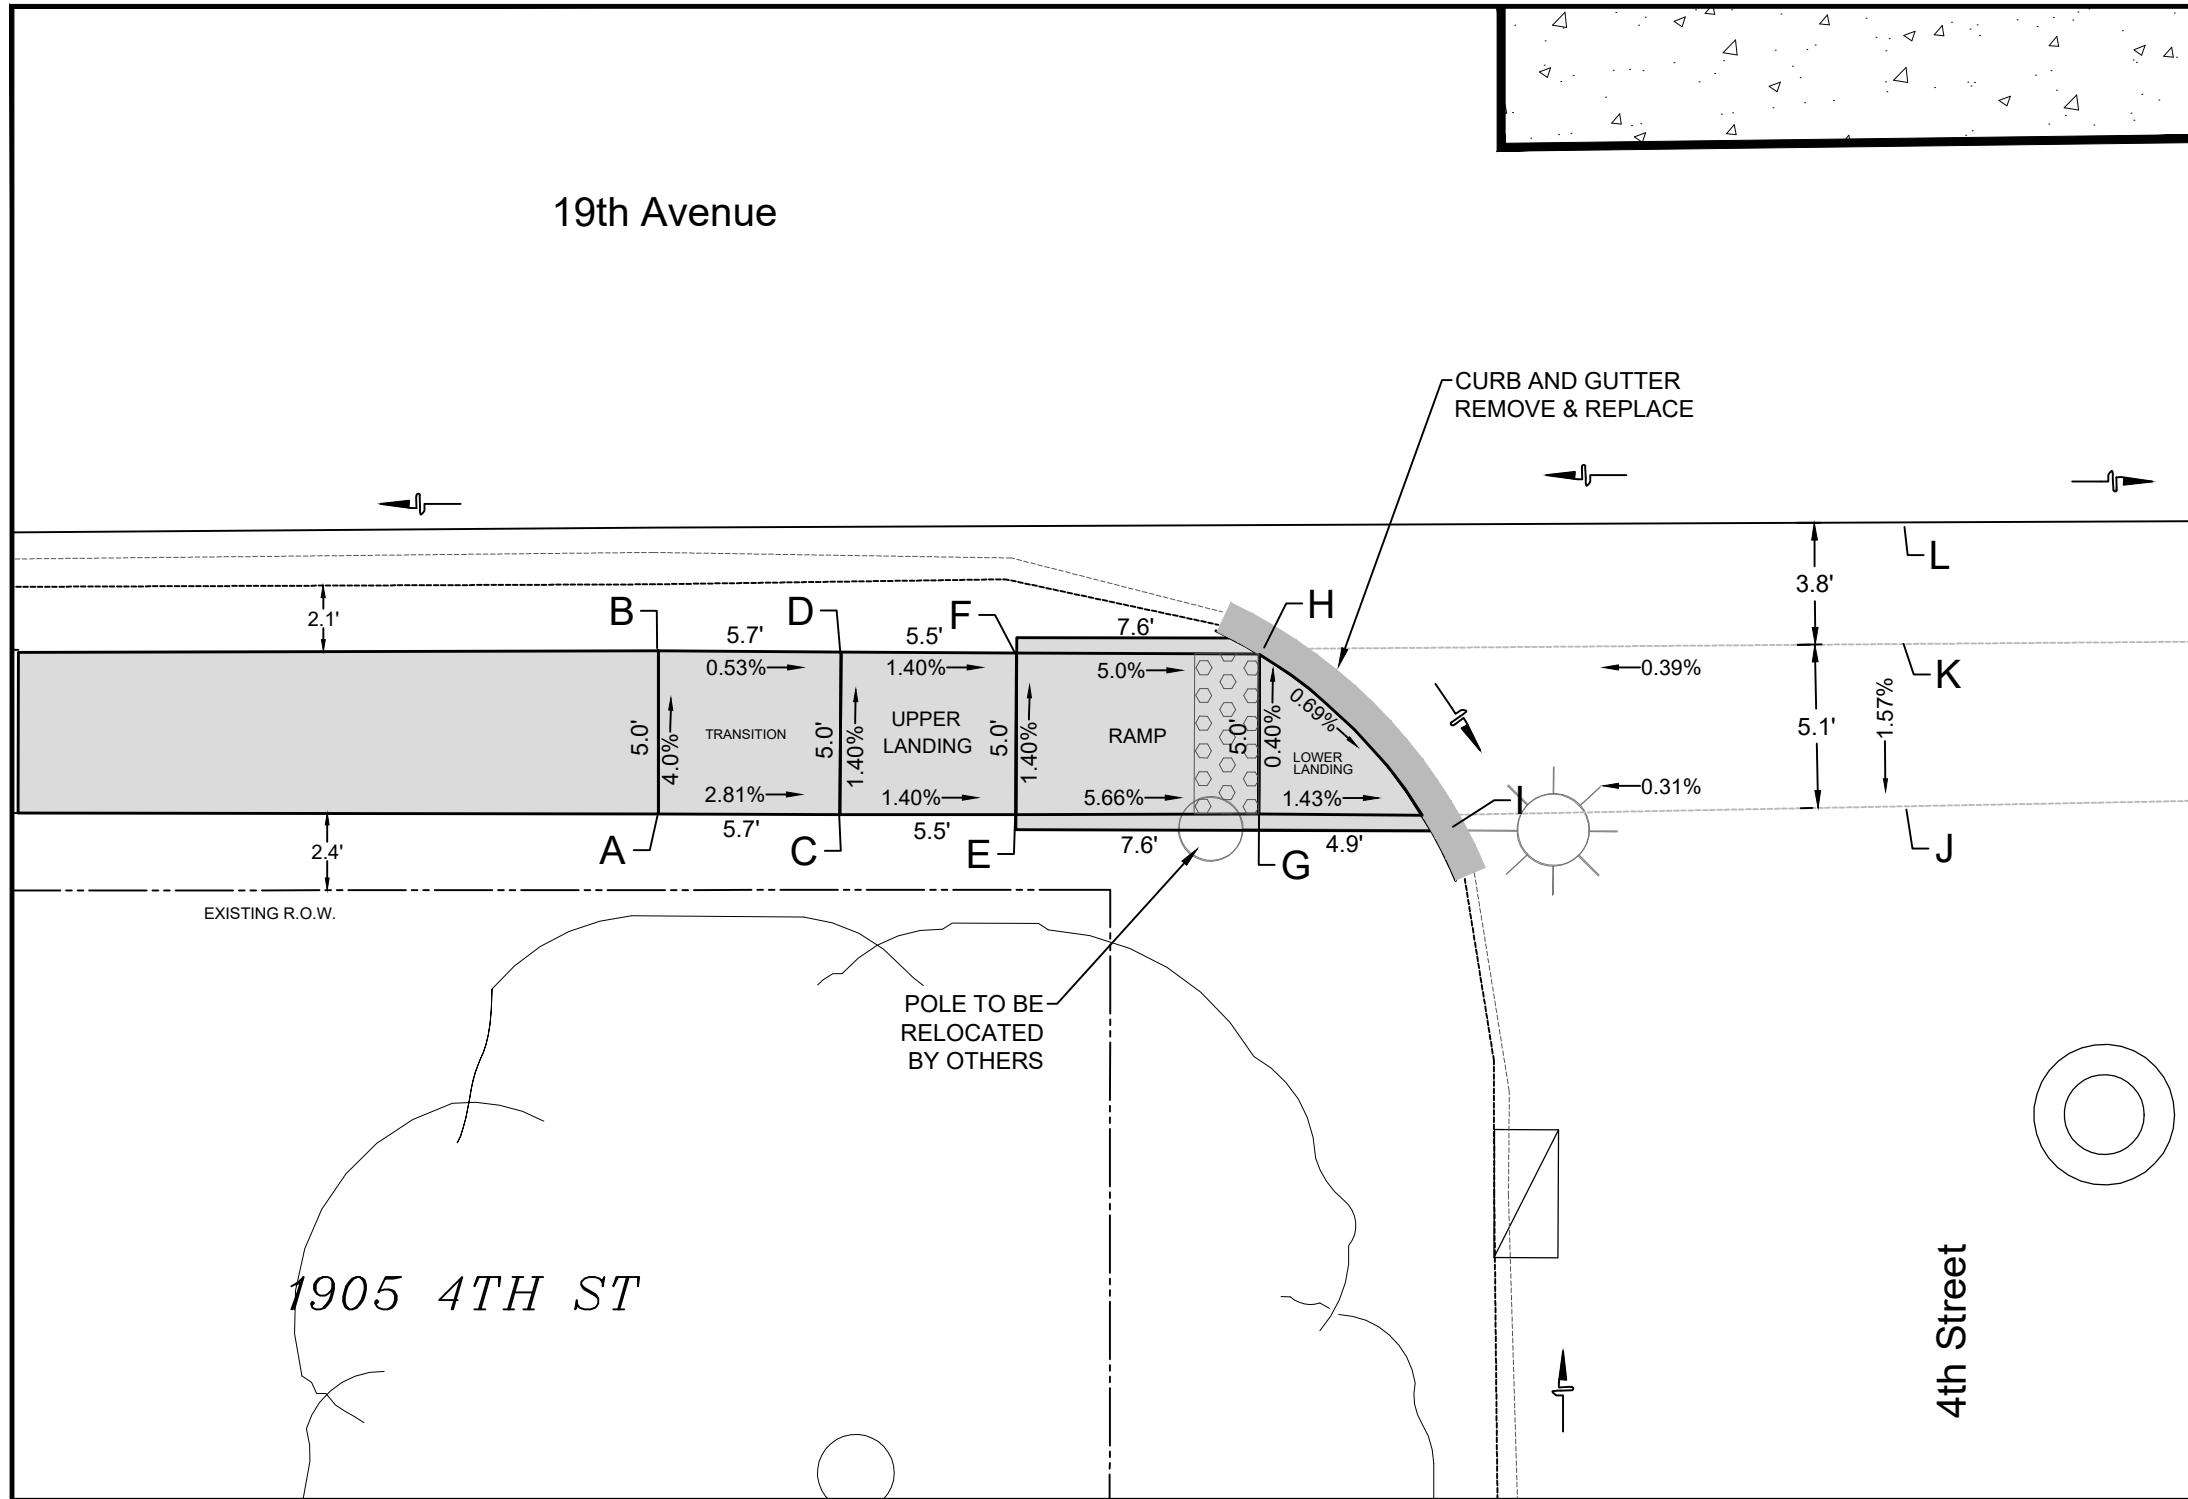 19th Avenue
CURB AND GUTTER
REMOVE & REPLACE
L
3.8'
2.1'
B
D
F
H
5.7'
5.5'
7.6'
0.53%
1.40%
5.0%
0.39%
K
5.0'
4.0%
TRANSITION
5.0'
1.40%
UPPER
LANDING
5.0'
1.40%
RAMP
5.0'
0.40%
0.69%
LOWER
LANDING
5.1'
1.57%
2.81%
1.40%
5.66%
1.43%
I
0.31%
5.7'
5.5'
7.6'
4.9'
A
C
E
G
J
2.4'
EXISTING R.O.W.
POLE TO BE
RELOCATED
BY OTHERS
1905 4TH ST
4th Street